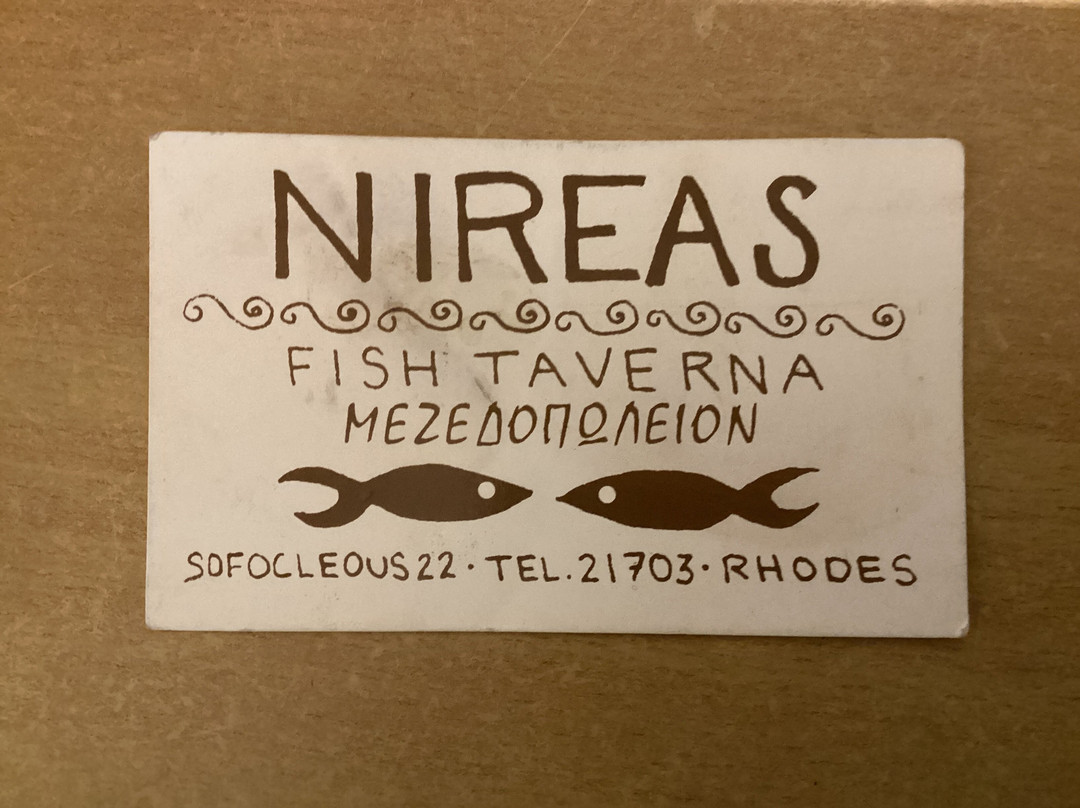 NIREAS
FISH TAVERNA
ΜΕΖΕΔΟΠΩΛΕΙΟΝ
SOFOCLEOUS 22 · TEL. 21703 · RHODES